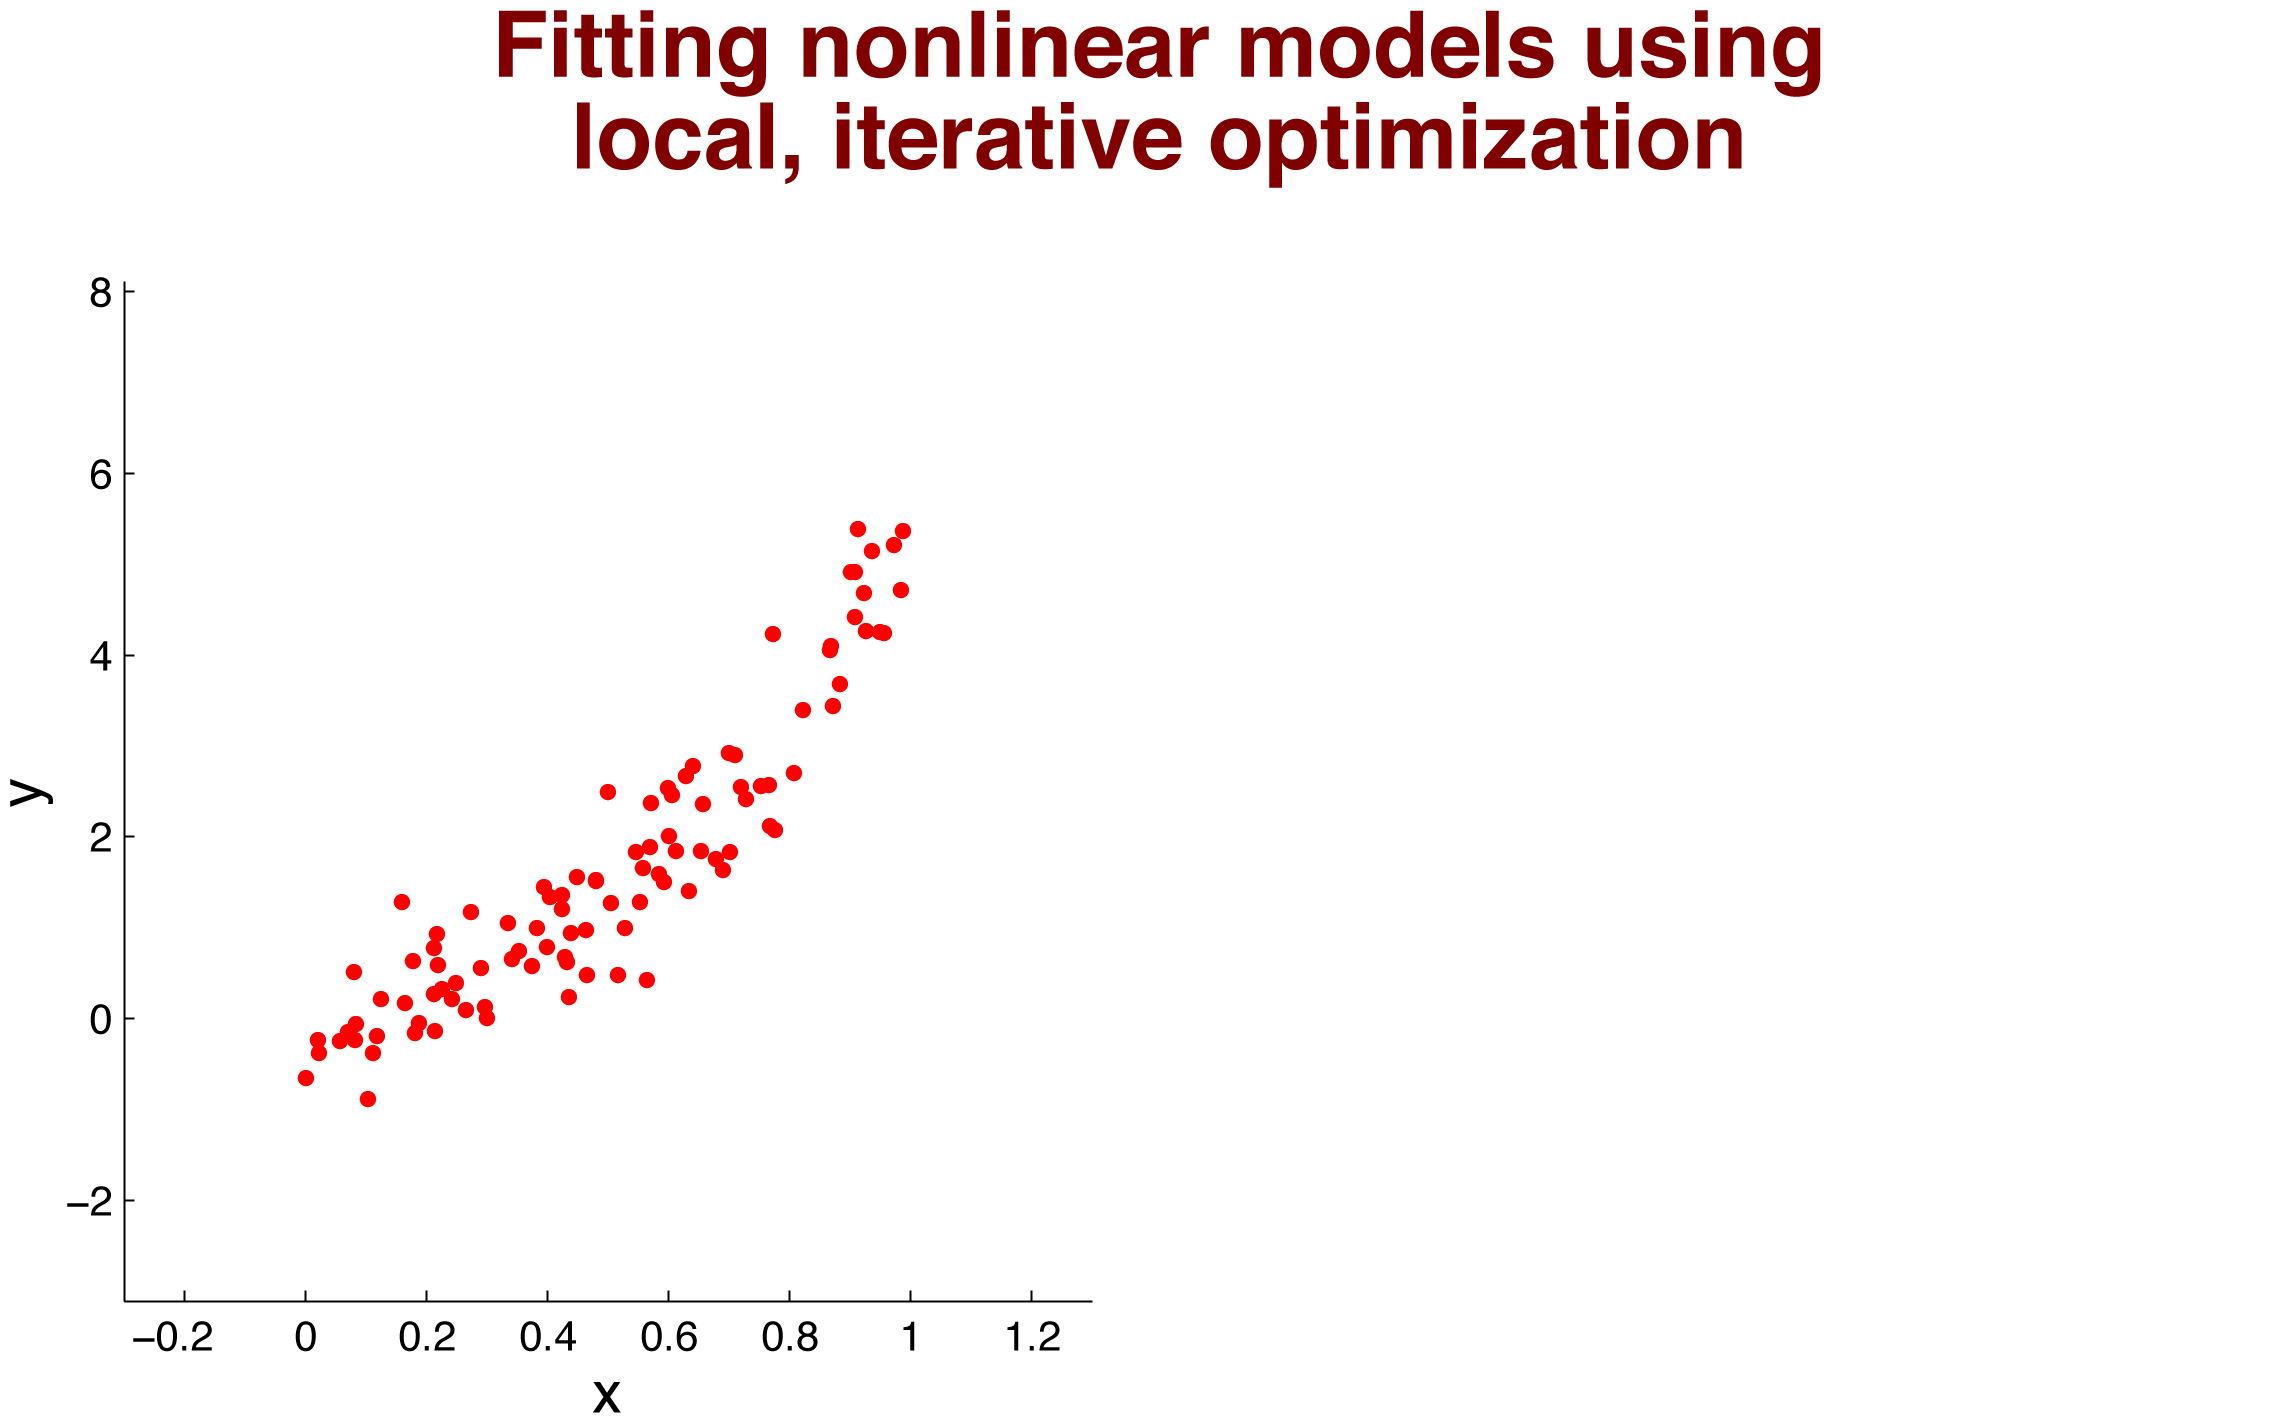 Fitting nonlinear models using
local, iterative optimization
8
6
4
2
0
−2
y
−0.2 0 0.2 0.4 0.6 0.8 1 1.2
x